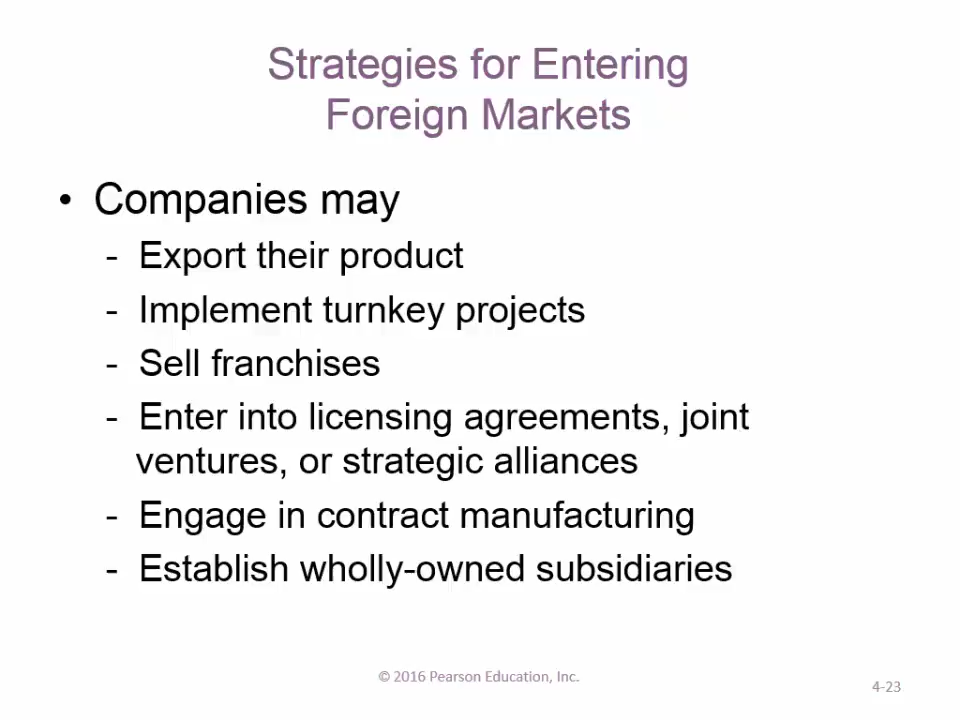 Strategies for Entering
Foreign Markets
• Companies may
- Export their product
- Implement turnkey projects
- Sell franchises
- Enter into licensing agreements, joint
ventures, or strategic alliances
- Engage in contract manufacturing
- Establish wholly-owned subsidiaries
© 2016 Pearson Education, Inc.
4-23